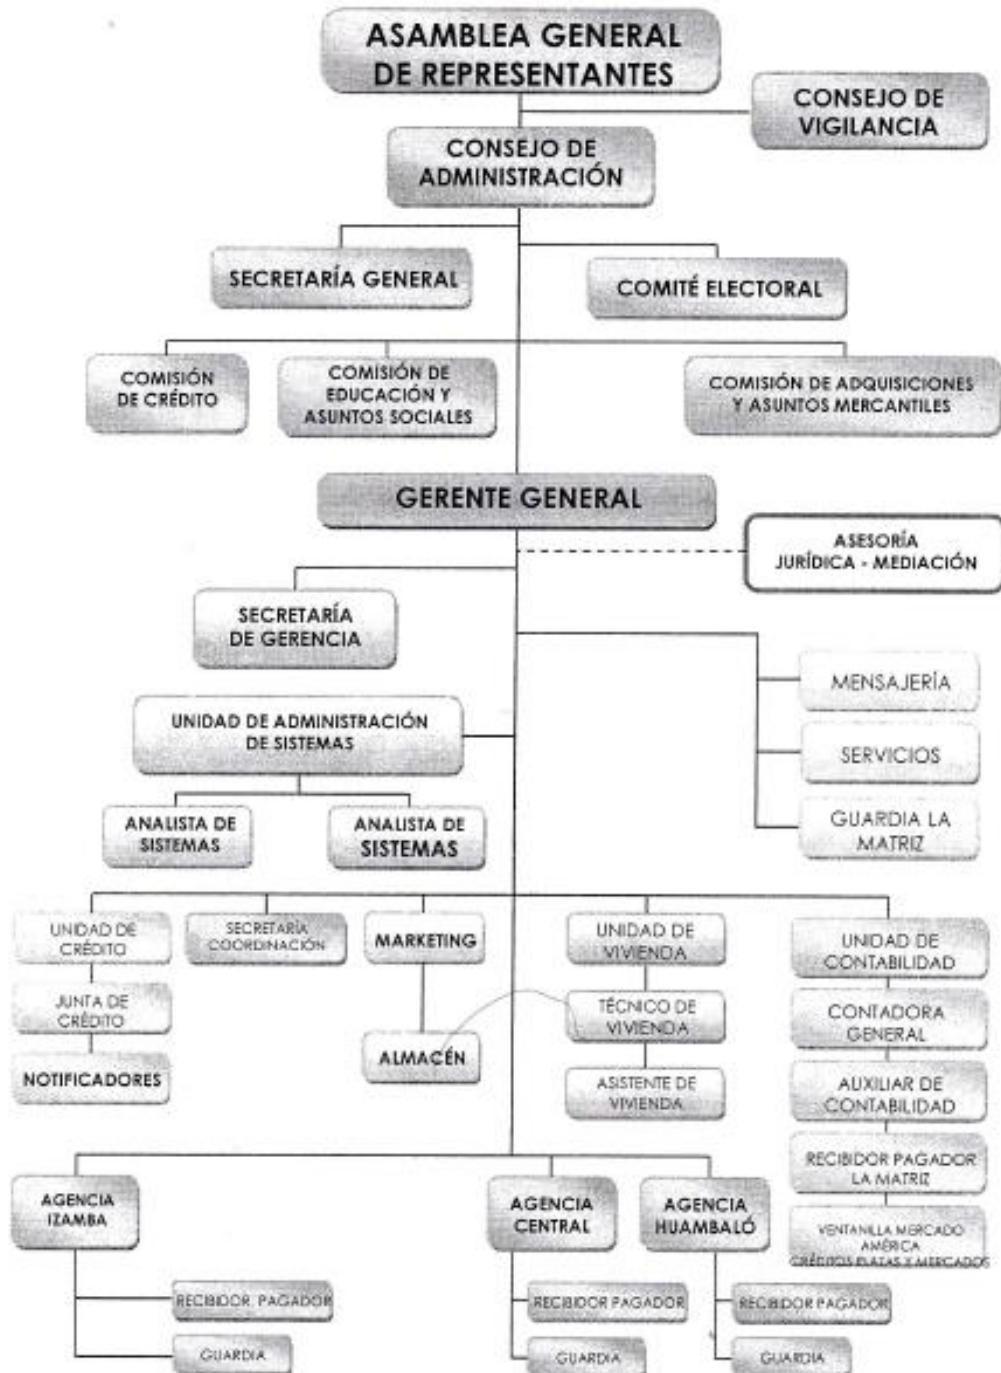 ASAMBLEA GENERAL
DE REPRESENTANTES
CONSEJO DE
VIGILANCIA
CONSEJO DE
ADMINISTRACIÓN
SECRETARÍA GENERAL
COMITÉ ELECTORAL
COMISIÓN
DE CRÉDITO
COMISIÓN DE
EDUCACIÓN Y
ASUNTOS SOCIALES
COMISIÓN DE ADQUISICIONES
Y ASUNTOS MERCANTILES
GERENTE GENERAL
ASESORÍA
JURÍDICA - MEDIACIÓN
SECRETARÍA
DE GERENCIA
MENSAJERÍA
SERVICIOS
GUARDIA LA
MATRIZ
UNIDAD DE ADMINISTRACIÓN
DE SISTEMAS
ANALISTA DE
SISTEMAS
ANALISTA DE
SISTEMAS
UNIDAD DE
CRÉDITO
JUNTA DE
CRÉDITO
NOTIFICADORES
SECRETARÍA
COORDINACIÓN
MARKETING
ALMACÉN
UNIDAD DE
VIVIENDA
TÉCNICO DE
VIVIENDA
ASISTENTE DE
VIVIENDA
UNIDAD DE
CONTABILIDAD
CONTADORA
GENERAL
AUXILIAR DE
CONTABILIDAD
RECIBIDOR PAGADOR
LA MATRIZ
VENTANILLA MERCADO
AMÉRICA
CRÉDITOS PLAZAS Y MERCADOS
AGENCIA
IZAMBA
RECIBIDOR PAGADOR
GUARDIA
AGENCIA
CENTRAL
RECIBIDOR PAGADOR
GUARDIA
AGENCIA
HUAMBALÓ
RECIBIDOR PAGADOR
GUARDIA